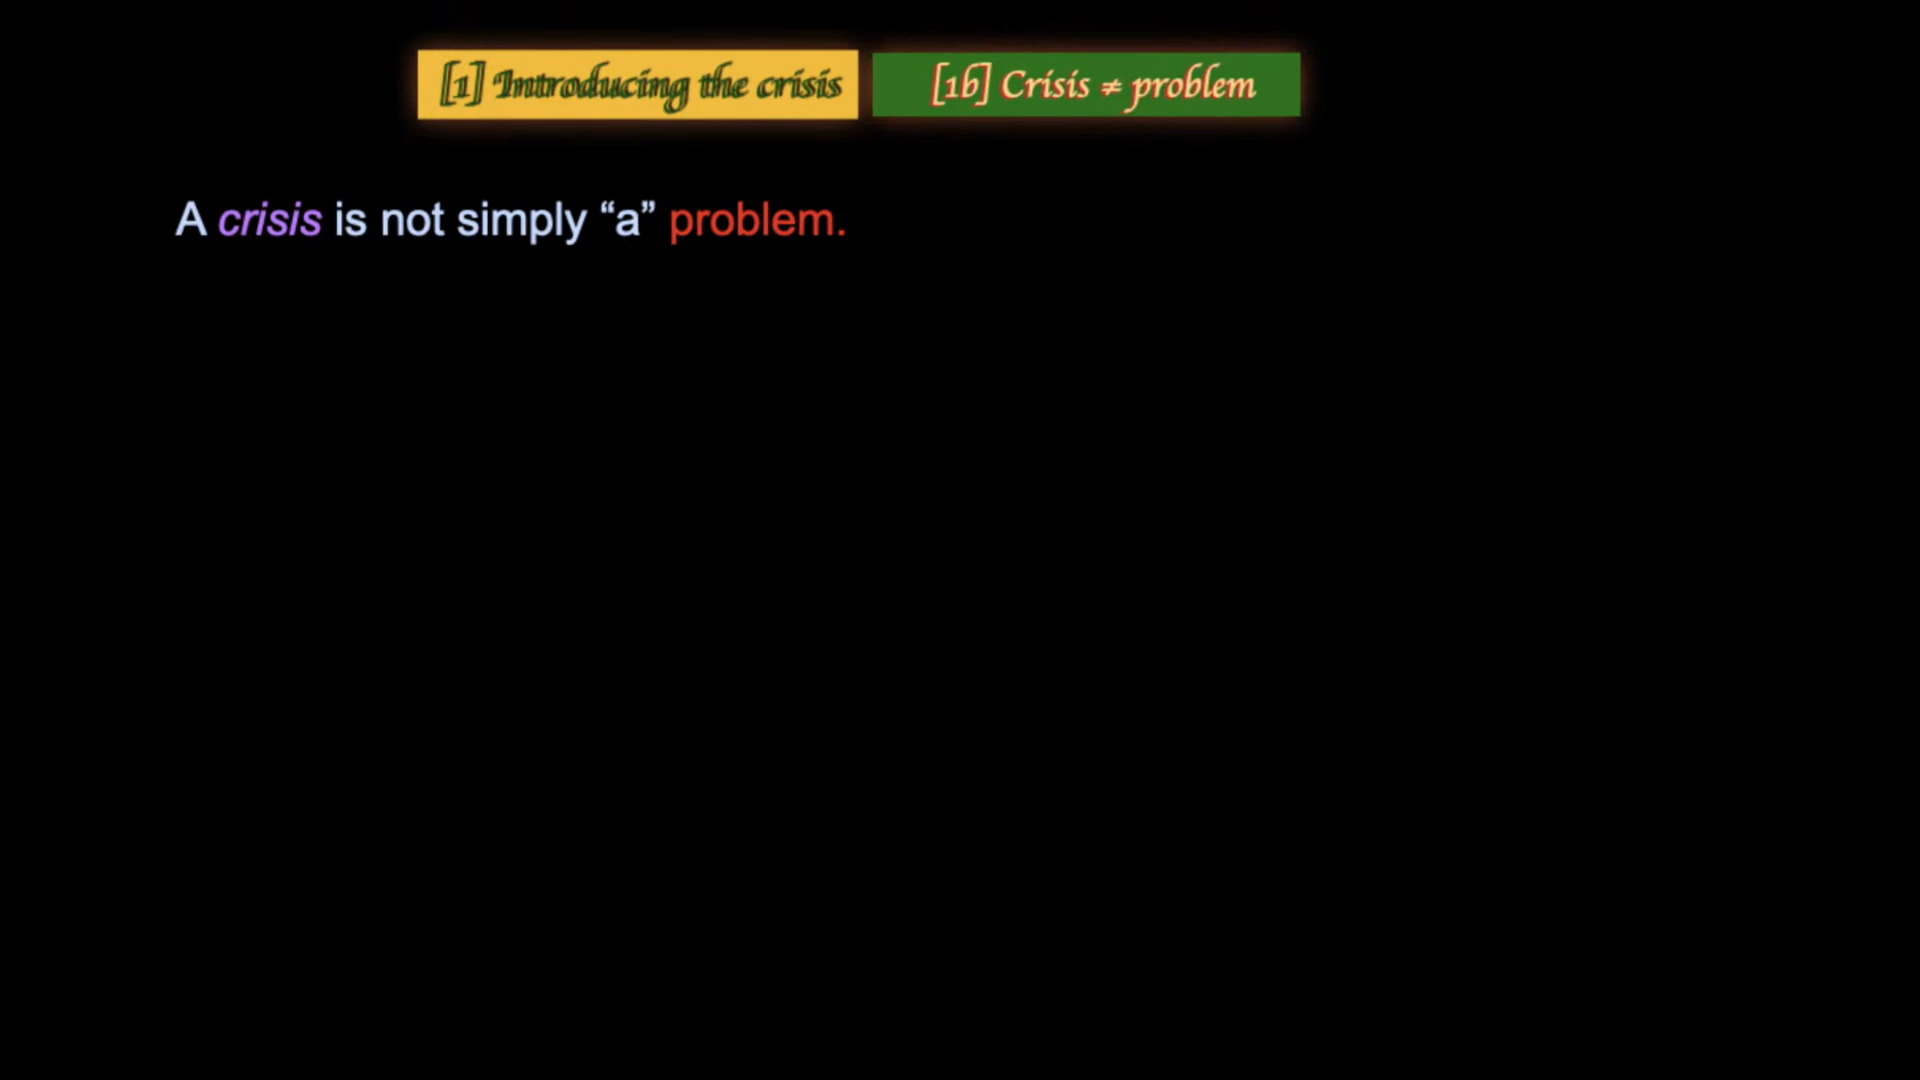 [1] Introducing the crisis
[1b] Crisis ≠ problem
A crisis is not simply “a” problem.